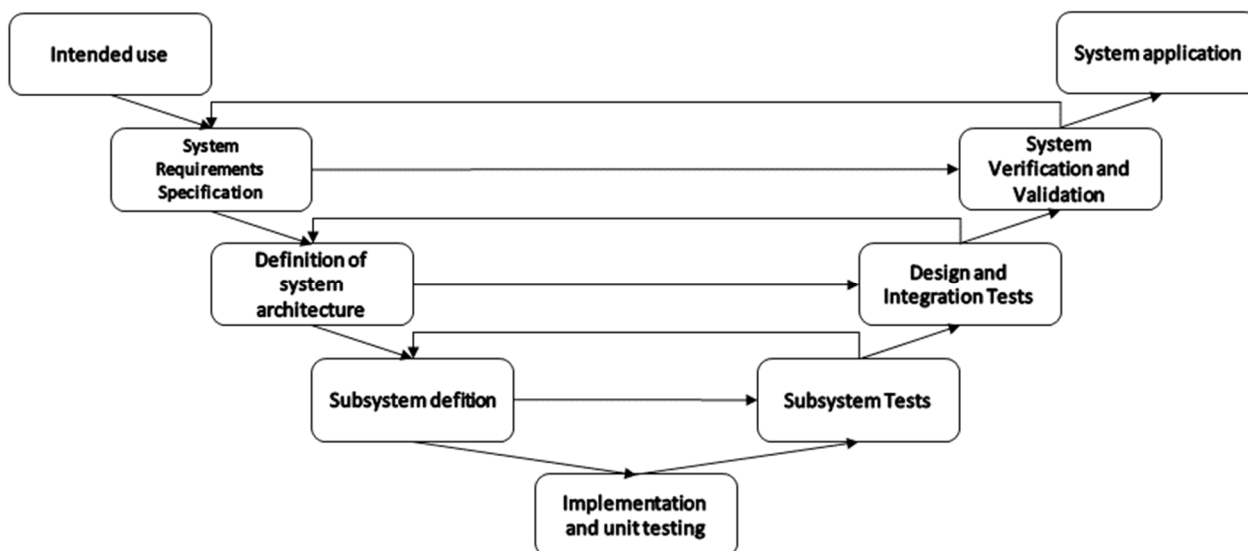 Intended use
System application
System
Requirements
Specification
System
Verification and
Validation
Definition of
system
architecture
Design and
Integration Tests
Subsystem defition
Subsystem Tests
Implementation
and unit testing